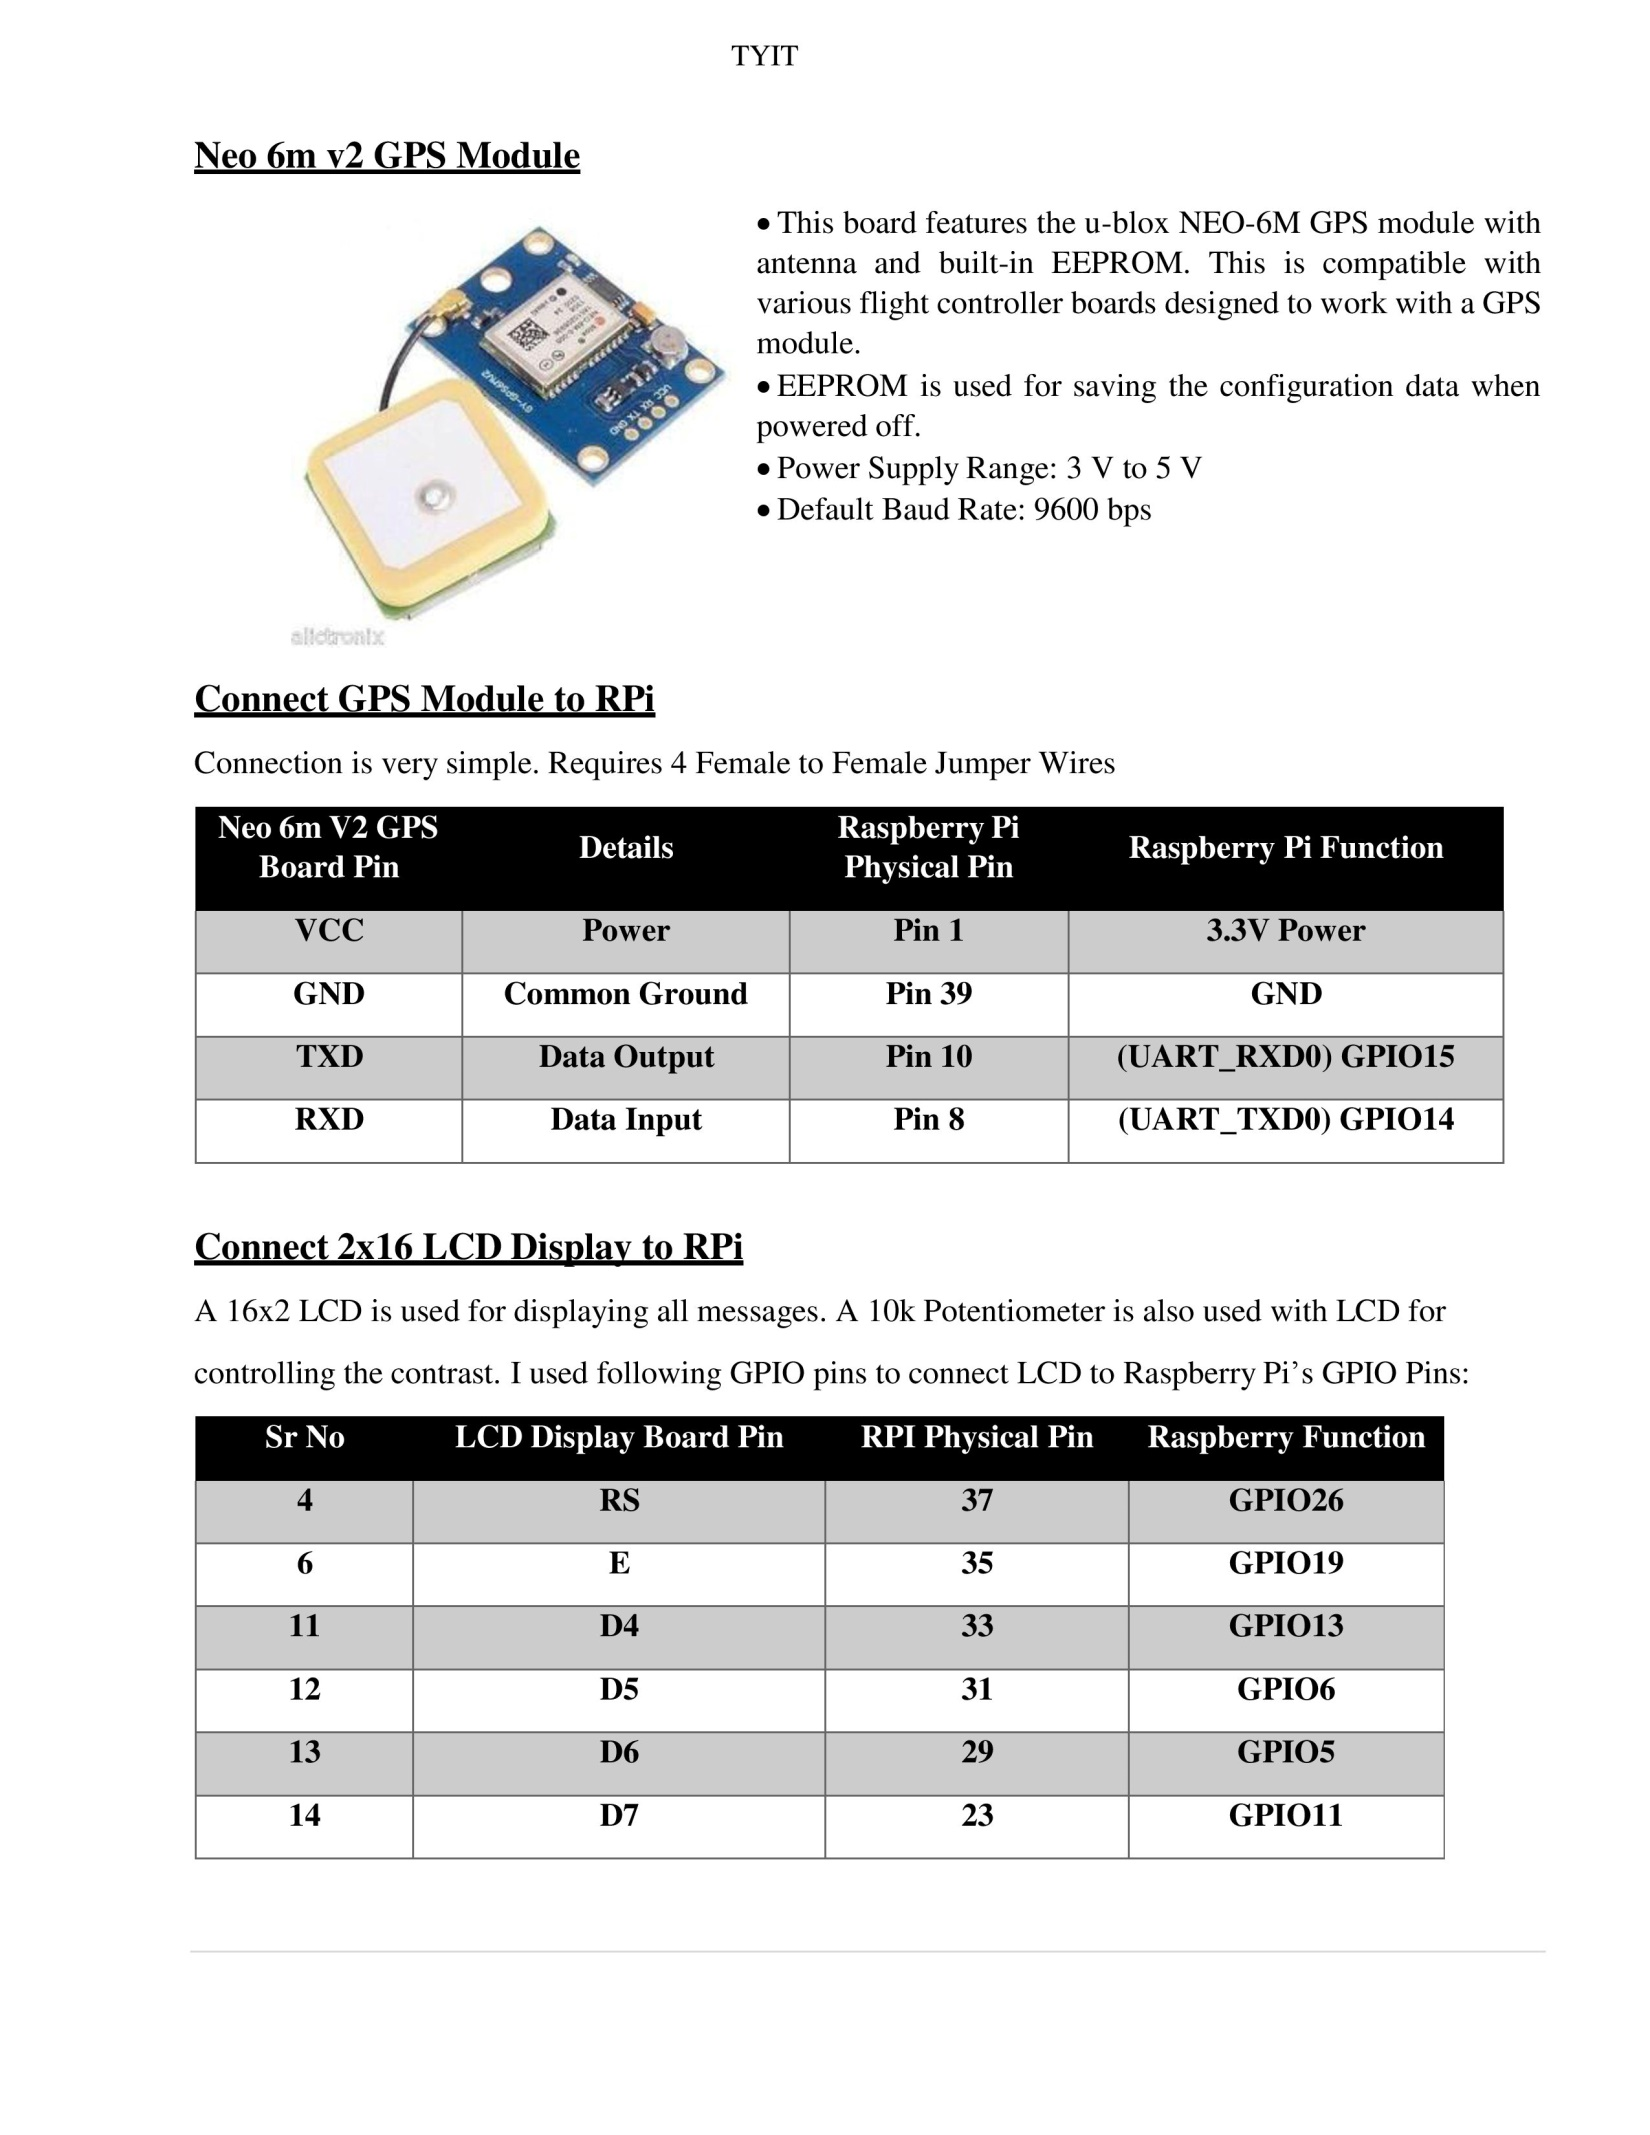 TYIT
Neo 6m v2 GPS Module
• This board features the u-blox NEO-6M GPS module with
antenna and built-in EEPROM. This is compatible with
various flight controller boards designed to work with a GPS
module.
• EEPROM is used for saving the configuration data when
powered off.
• Power Supply Range: 3 V to 5 V
• Default Baud Rate: 9600 bps
GY-GPS6MV2
VCC RX TX GND
alictronix
Connect GPS Module to RPi
Connection is very simple. Requires 4 Female to Female Jumper Wires
Neo 6m V2 GPS Board Pin Details Raspberry Pi Physical Pin Raspberry Pi Function
VCC Power Pin 1 3.3V Power
GND Common Ground Pin 39 GND
TXD Data Output Pin 10 (UART_RXD0) GPIO15
RXD Data Input Pin 8 (UART_TXD0) GPIO14
Connect 2x16 LCD Display to RPi
A 16x2 LCD is used for displaying all messages. A 10k Potentiometer is also used with LCD for
controlling the contrast. I used following GPIO pins to connect LCD to Raspberry Pi’s GPIO Pins:
Sr No LCD Display Board Pin RPI Physical Pin Raspberry Function
4 RS 37 GPIO26
6 E 35 GPIO19
11 D4 33 GPIO13
12 D5 31 GPIO6
13 D6 29 GPIO5
14 D7 23 GPIO11